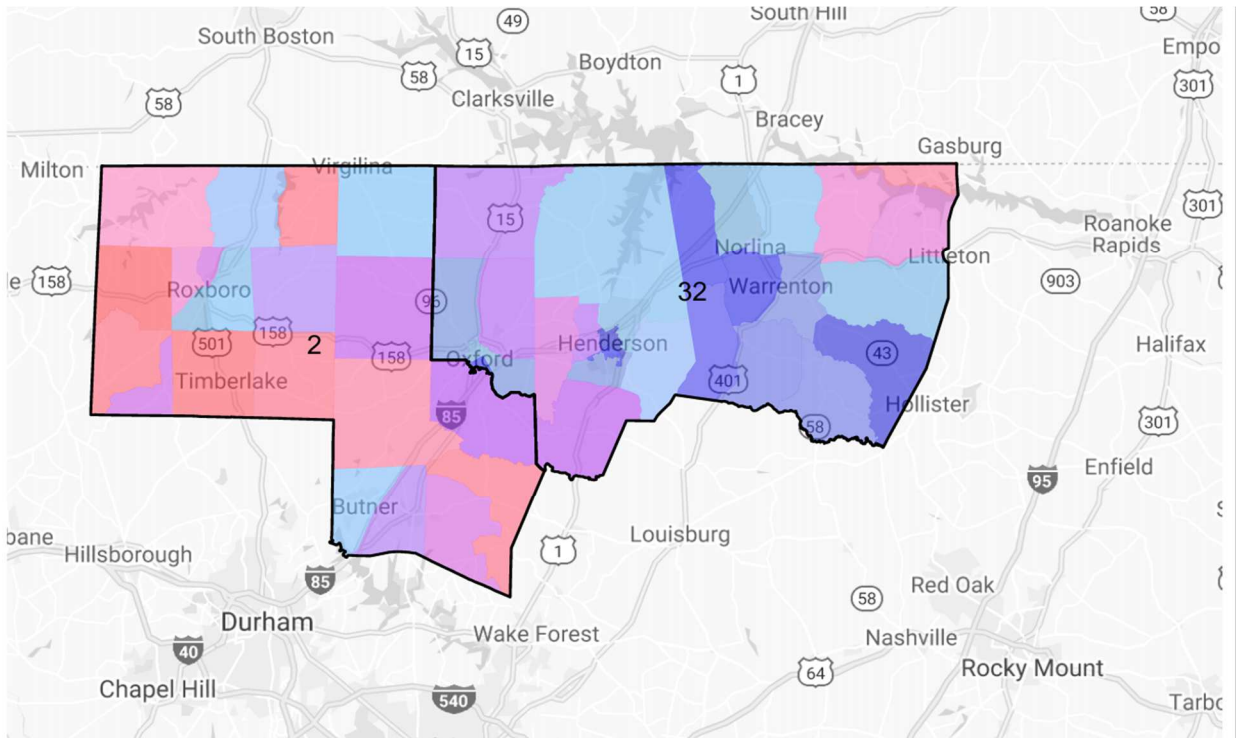 49
South Hill
58
South Boston
15
Empo
58
Boydton
1
301
58
Clarksville
Bracey
Gasburg
Milton
Virgilina
301
15
Roanoke
Rapids
Norlina
Littleton
158
903
Roxboro
96
32
Warrenton
501
158
2
158
Oxford
Henderson
43
Halifax
Timberlake
401
85
Hollister
58
301
Enfield
95
Butner
bane
Hillsborough
1
Louisburg
85
Red Oak
58
Durham
Wake Forest
Nashville
40
64
Rocky Mount
Chapel Hill
540
Tarbo